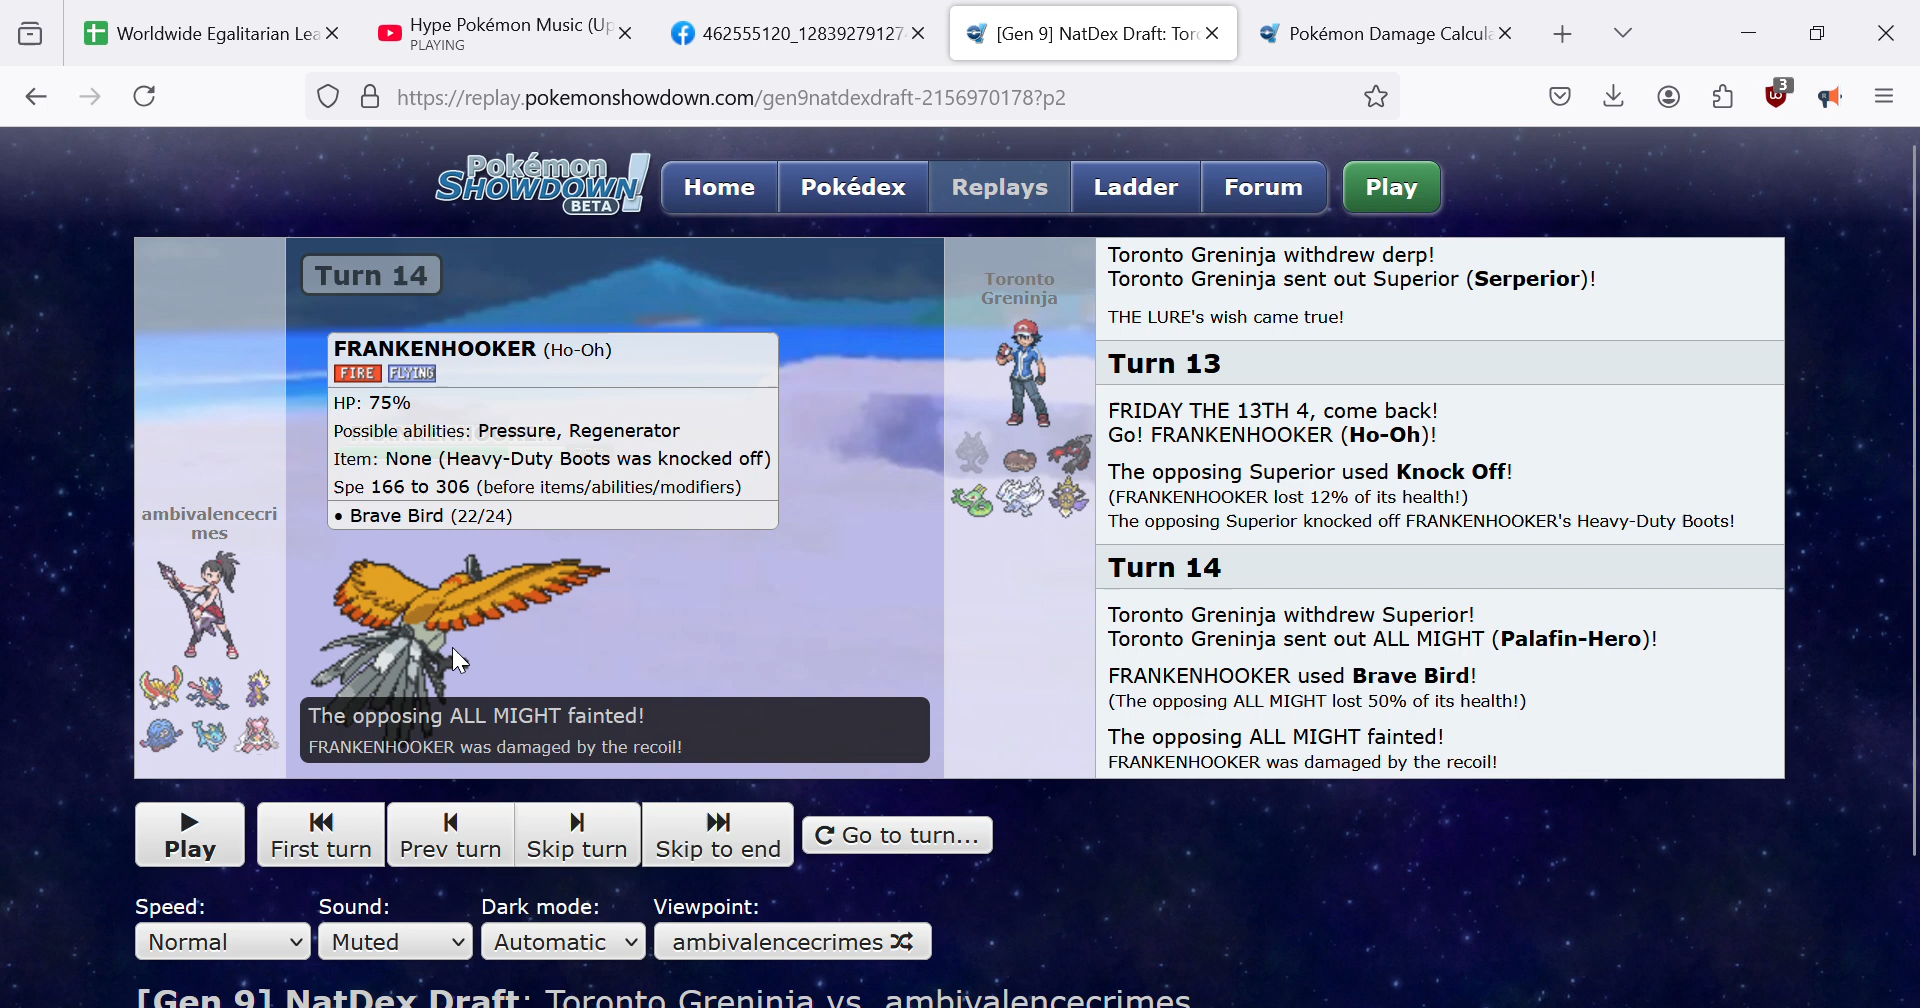 Worldwide Egalitarian Lea
Hype Pokémon Music (Up
PLAYING
462555120_12839279127
[Gen 9] NatDex Draft: Toro
Pokémon Damage Calcula
https://replay.pokemonshowdown.com/gen9natdexdraft-2156970178?p2
3
Pokémon
SHOWDOWN!
BETA
Home
Pokédex
Replays
Ladder
Forum
Play
Turn 14
FRANKENHOOKER (Ho-Oh)
FIRE FLYING
HP: 75%
Possible abilities: Pressure, Regenerator
Item: None (Heavy-Duty Boots was knocked off)
Spe 166 to 306 (before items/abilities/modifiers)
• Brave Bird (22/24)
ambivalencecri
mes
Toronto
Greninja
The opposing ALL MIGHT fainted!
FRANKENHOOKER was damaged by the recoil!
Toronto Greninja withdrew derp!
Toronto Greninja sent out Superior (Serperior)!
THE LURE's wish came true!
Turn 13
FRIDAY THE 13TH 4, come back!
Go! FRANKENHOOKER (Ho-Oh)!
The opposing Superior used Knock Off!
(FRANKENHOOKER lost 12% of its health!)
The opposing Superior knocked off FRANKENHOOKER's Heavy-Duty Boots!
Turn 14
Toronto Greninja withdrew Superior!
Toronto Greninja sent out ALL MIGHT (Palafin-Hero)!
FRANKENHOOKER used Brave Bird!
(The opposing ALL MIGHT lost 50% of its health!)
The opposing ALL MIGHT fainted!
FRANKENHOOKER was damaged by the recoil!
Play
First turn
Prev turn
Skip turn
Skip to end
Go to turn...
Speed:
Sound:
Dark mode:
Viewpoint:
Normal
Muted
Automatic
ambivalencecrimes
[Gen 9] NatDex Draft: Toronto Greninja vs. ambivalencecrimes